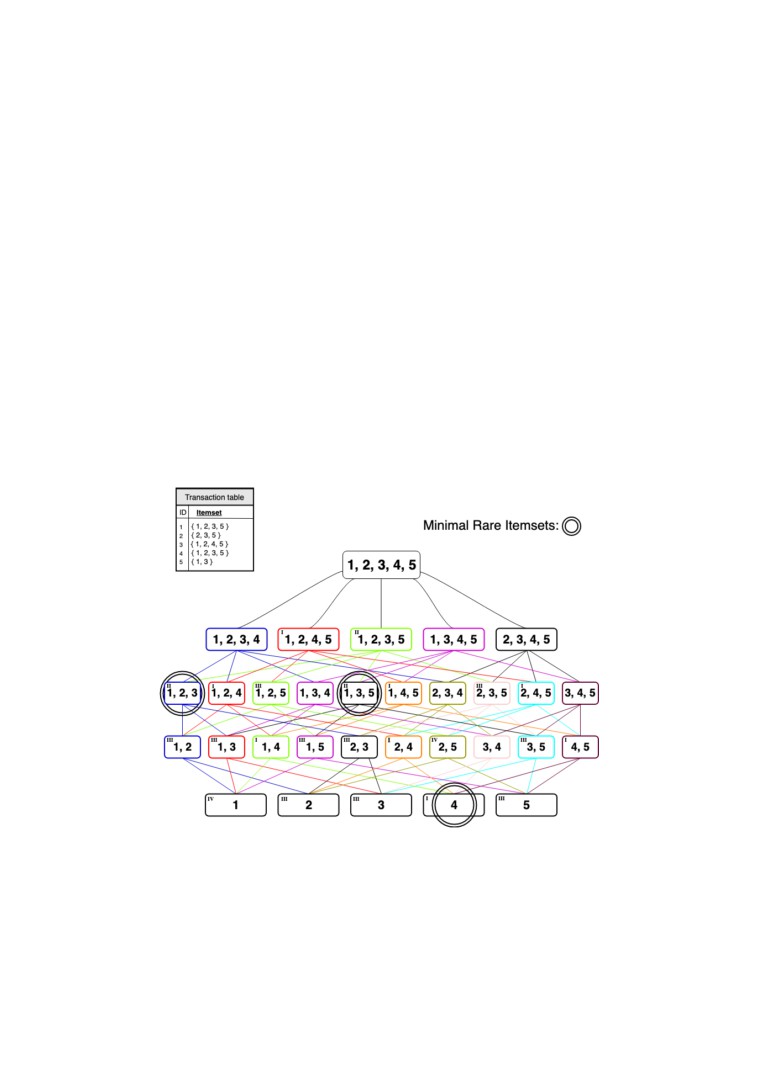 Transaction table
ID Itemset
1 { 1, 2, 3, 5 }
2 { 2, 3, 5 }
3 { 1, 2, 4, 5 }
4 { 1, 2, 3, 5 }
5 { 1, 3 }
Minimal Rare Itemsets:
1, 2, 3, 4, 5
1, 2, 3, 4 I 1, 2, 4, 5 II 1, 2, 3, 5 1, 3, 4, 5 2, 3, 4, 5
II 1, 2, 3 I 1, 2, 4 III 1, 2, 5 1, 3, 4 II 1, 3, 5 I 1, 4, 5 2, 3, 4 III 2, 3, 5 I 2, 4, 5 3, 4, 5
III 1, 2 III 1, 3 I 1, 4 III 1, 5 III 2, 3 I 2, 4 IV 2, 5 3, 4 III 3, 5 I 4, 5
IV 1 III 2 III 3 I 4 III 5